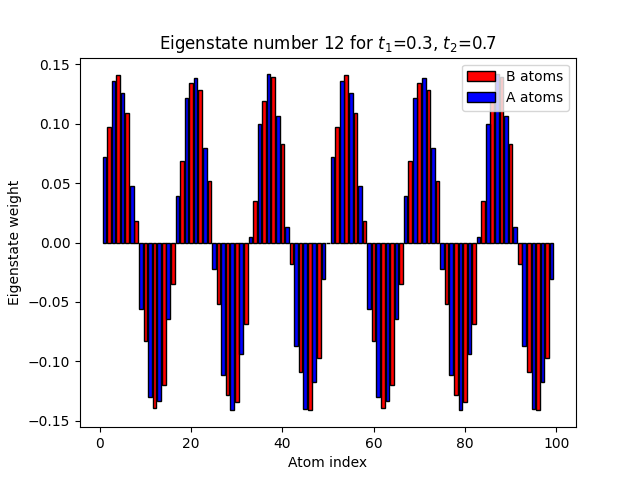 Eigenstate number 12 for t₁=0.3, t₂=0.7
B atoms
A atoms
Eigenstate weight
0.15
0.10
0.05
0.00
−0.05
−0.10
−0.15
0 20 40 60 80 100
Atom index